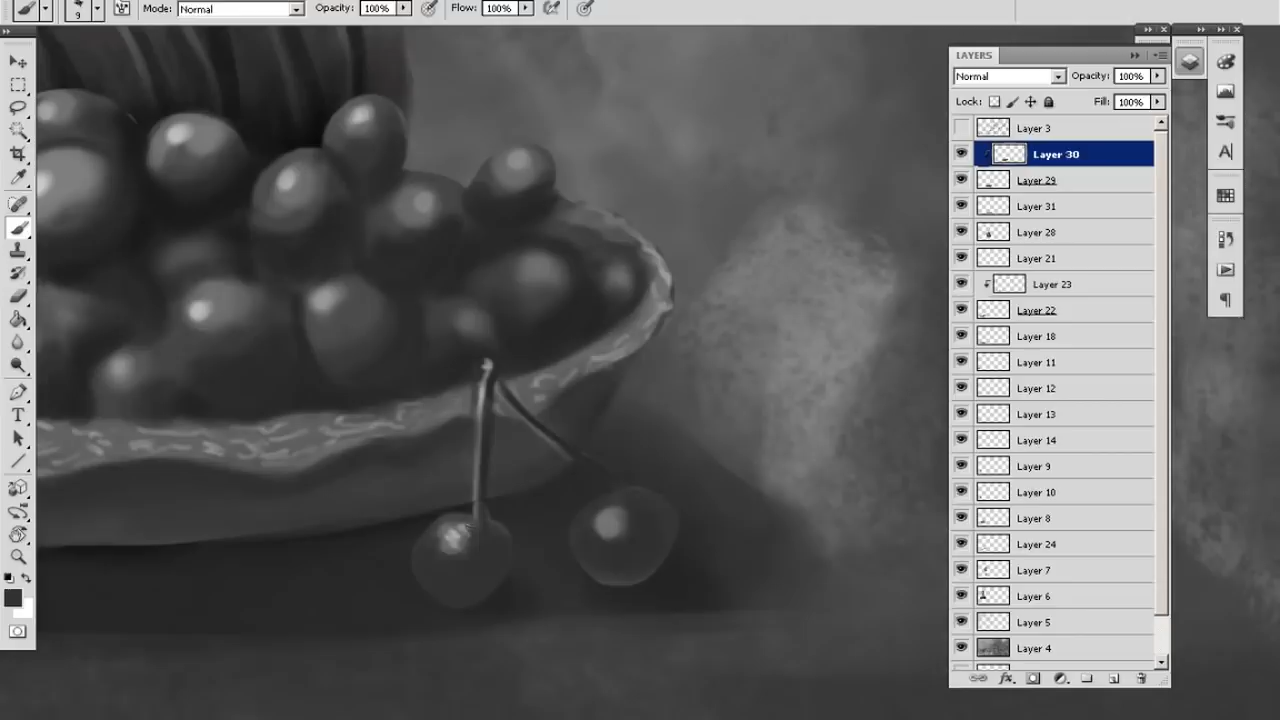 9
Mode: Normal
Opacity: 100%
Flow: 100%
LAYERS
Normal
Opacity: 100%
Lock:
Fill: 100%
Layer 3
Layer 30
Layer 29
Layer 31
Layer 28
Layer 21
Layer 23
Layer 22
Layer 18
Layer 11
Layer 12
Layer 13
Layer 14
Layer 9
Layer 10
Layer 8
Layer 24
Layer 7
Layer 6
Layer 5
Layer 4
fx